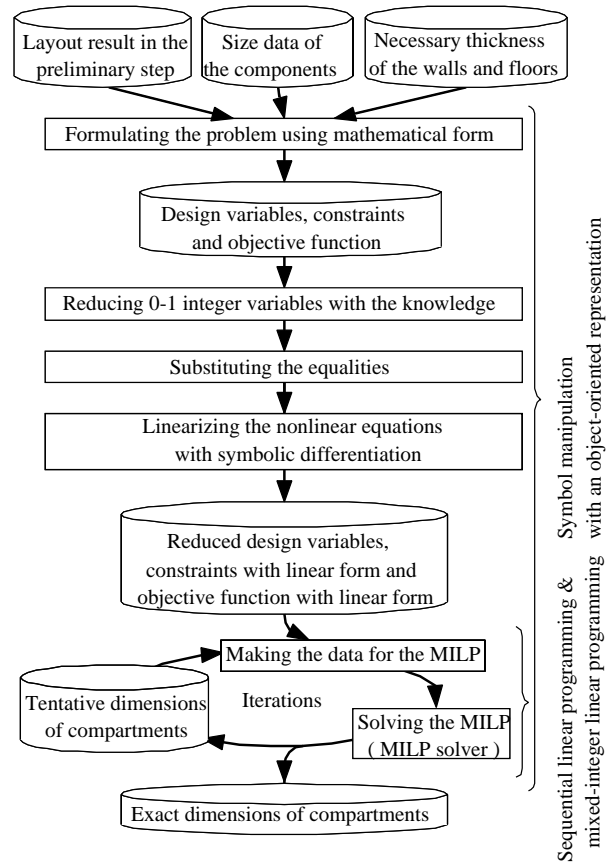 Layout result in the
preliminary step
Size data of
the components
Necessary thickness
of the walls and floors
Formulating the problem using mathematical form
Design variables, constraints
and objective function
Reducing 0-1 integer variables with the knowledge
Substituting the equalities
Linearizing the nonlinear equations
with symbolic differentiation
Reduced design variables,
constraints with linear form and
objective function with linear form
Making the data for the MILP
Tentative dimensions
of compartments
Iterations
Solving the MILP
( MILP solver )
Exact dimensions of compartments
Symbol manipulation
with an object-oriented representation
Sequential linear programming &
mixed-integer linear programming